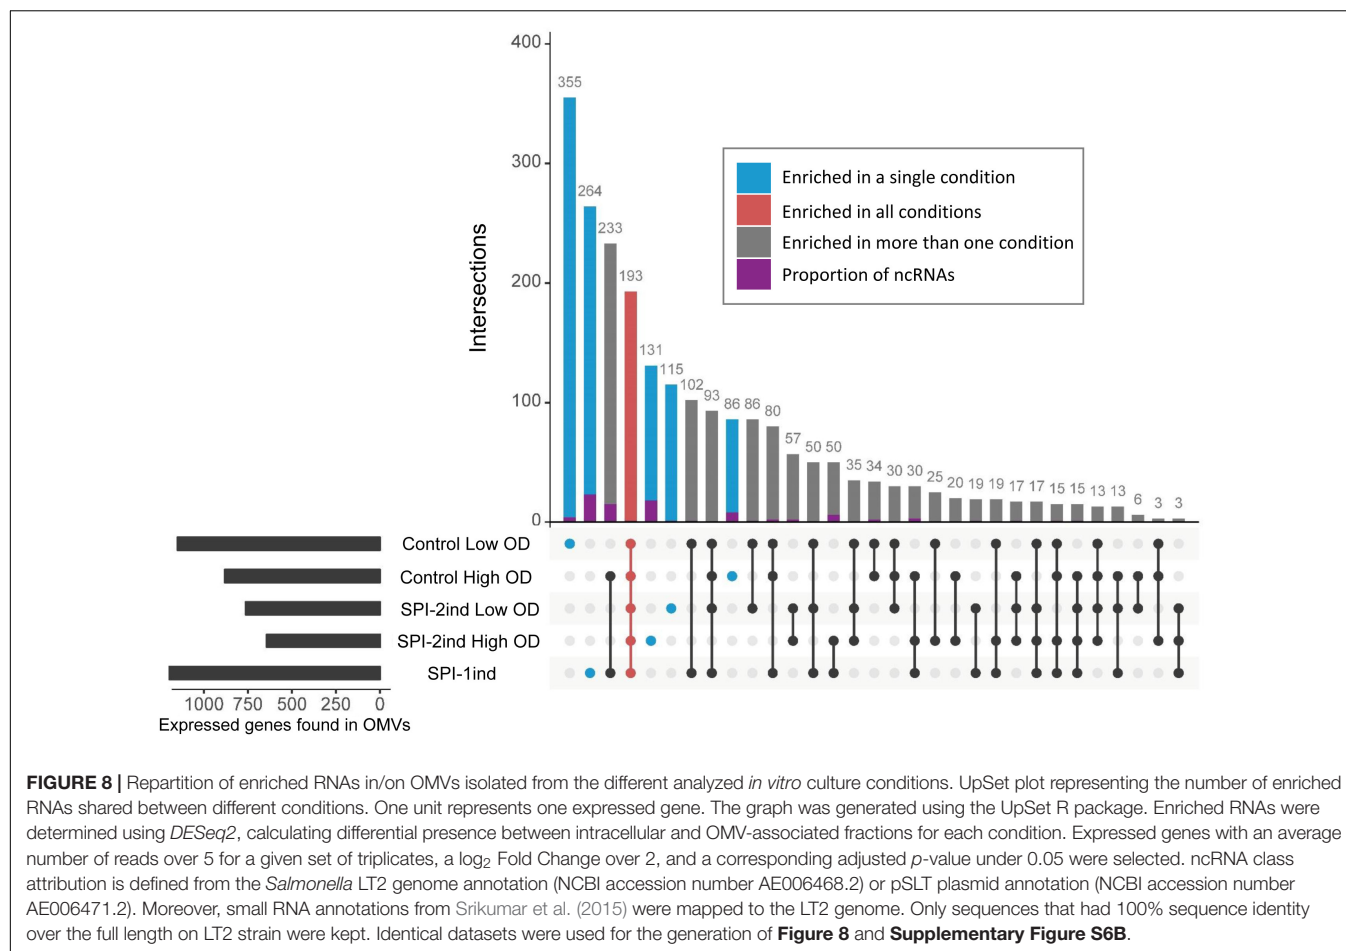 400
300
200
100
0
Intersections
355
264
233
193
131
115
102
93
86
86
80
57
50
50
35
34
30
30
25
20
19
19
17
17
15
15
13
13
6
3
3
Enriched in a single condition
Enriched in all conditions
Enriched in more than one condition
Proportion of ncRNAs
Control Low OD
Control High OD
SPI-2ind Low OD
SPI-2ind High OD
SPI-1ind
1000 750 500 250 0
Expressed genes found in OMVs
FIGURE 8 | Repartition of enriched RNAs in/on OMVs isolated from the different analyzed in vitro culture conditions. UpSet plot representing the number of enriched
RNAs shared between different conditions. One unit represents one expressed gene. The graph was generated using the UpSet R package. Enriched RNAs were
determined using DESeq2, calculating differential presence between intracellular and OMV-associated fractions for each condition. Expressed genes with an average
number of reads over 5 for a given set of triplicates, a log2 Fold Change over 2, and a corresponding adjusted p-value under 0.05 were selected. ncRNA class
attribution is defined from the Salmonella LT2 genome annotation (NCBI accession number AE006468.2) or pSLT plasmid annotation (NCBI accession number
AE006471.2). Moreover, small RNA annotations from Srikumar et al. (2015) were mapped to the LT2 genome. Only sequences that had 100% sequence identity
over the full length on LT2 strain were kept. Identical datasets were used for the generation of Figure 8 and Supplementary Figure S6B.